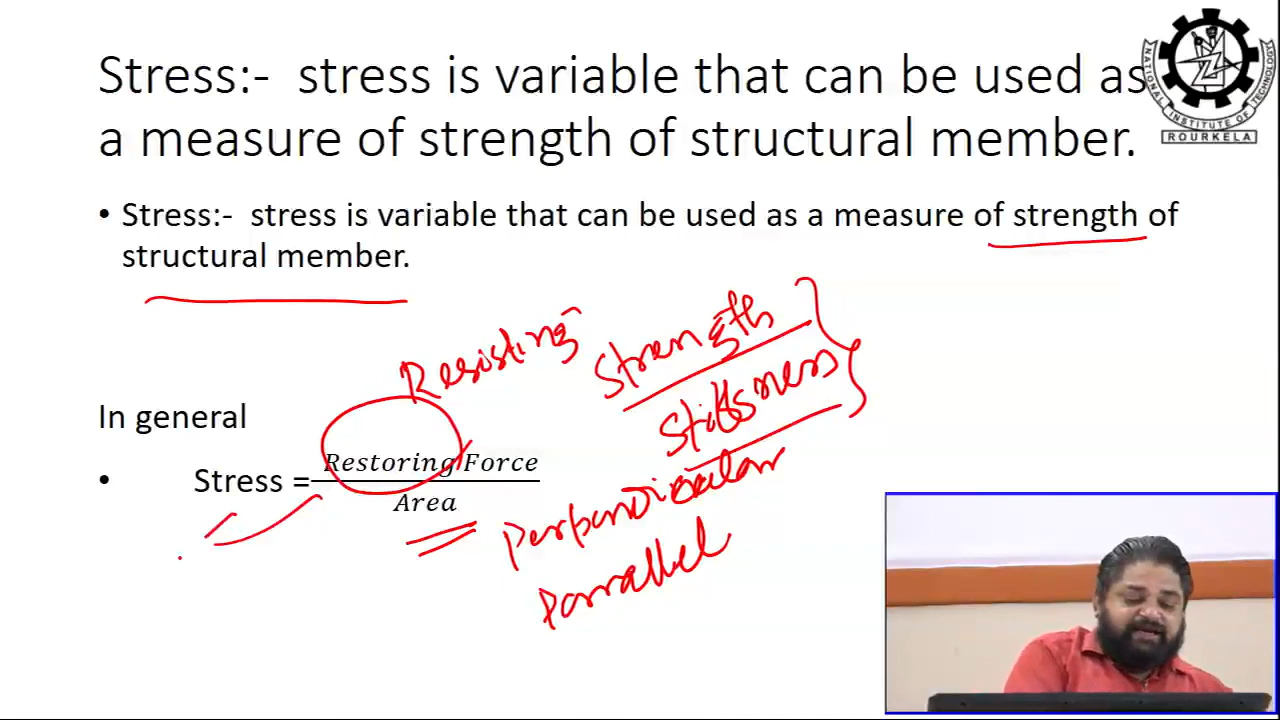 Stress:- stress is variable that can be used as
a measure of strength of structural member.
NATIONAL INSTITUTE OF TECHNOLOGY
ROURKELA
• Stress:- stress is variable that can be used as a measure of strength of
structural member.
Resisting
Strength
Stiffness
In general
• Stress = Restoring Force
Area
Perpendicular
Parallel